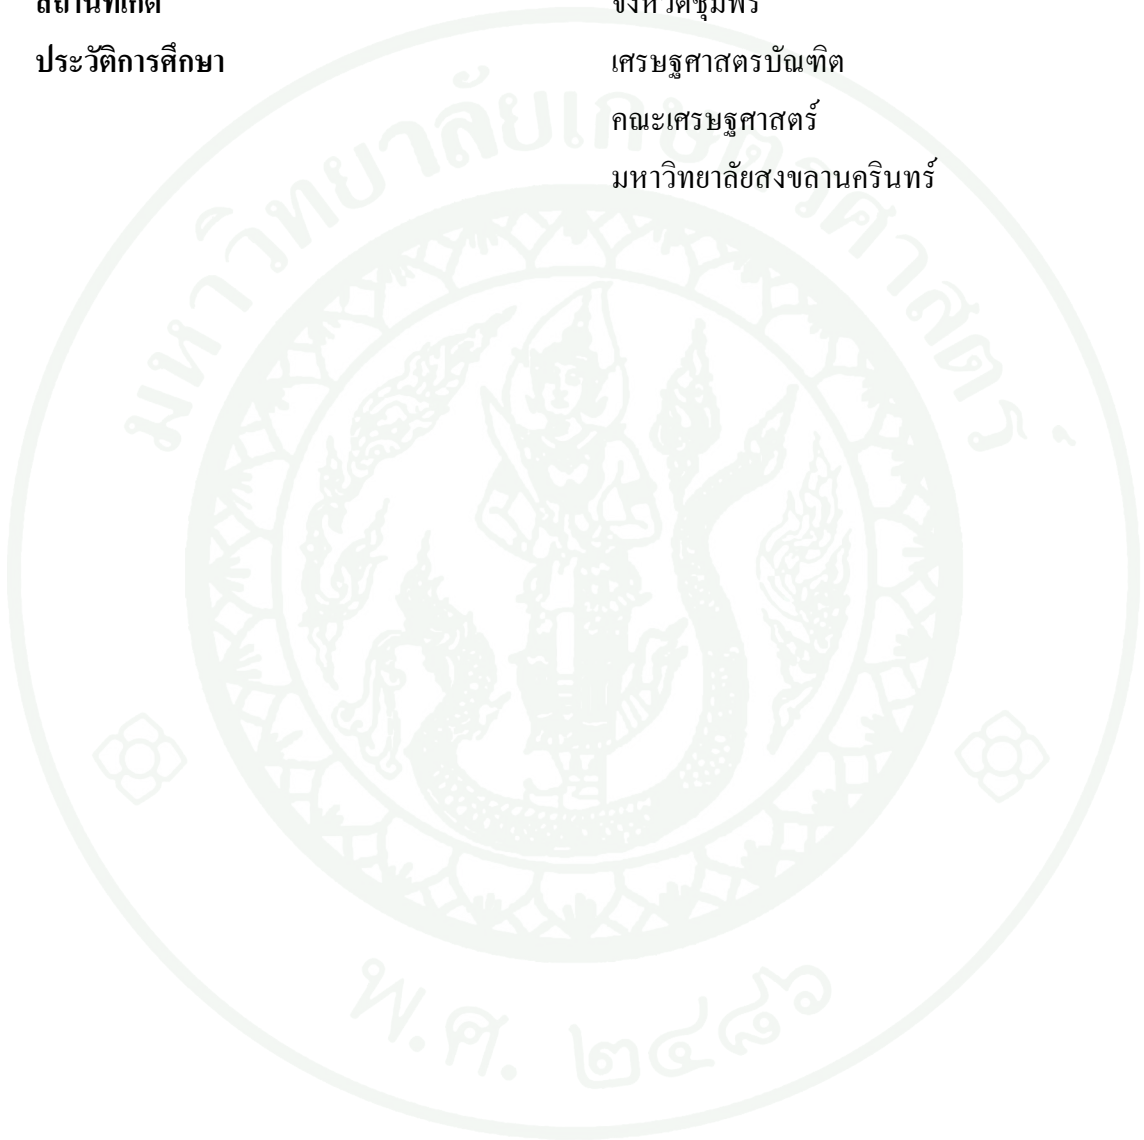 สถานที่เกิด จังหวัดชุมพร
ประวัติการศึกษา เศรษฐศาสตรบัณฑิต
คณะเศรษฐศาสตร์
มหาวิทยาลัยสงขลานครินทร์
มหาวิทยาลัยเกษตรศาสตร์
พ.ศ. ๒๔๘๖